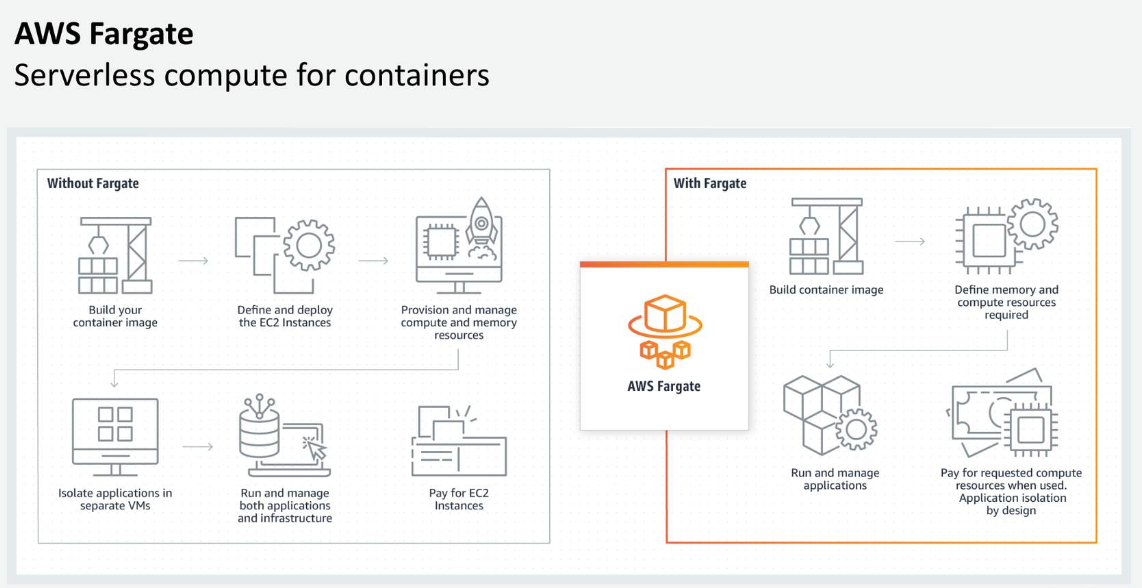 AWS Fargate
Serverless compute for containers
Without Fargate
Build your
container image
Define and deploy
the EC2 Instances
Provision and manage
compute and memory
resources
Isolate applications in
separate VMs
Run and manage
both applications
and infrastructure
Pay for EC2
Instances
AWS Fargate
With Fargate
Build container image
Define memory and
compute resources
required
Run and manage
applications
Pay for requested compute
resources when used.
Application isolation
by design